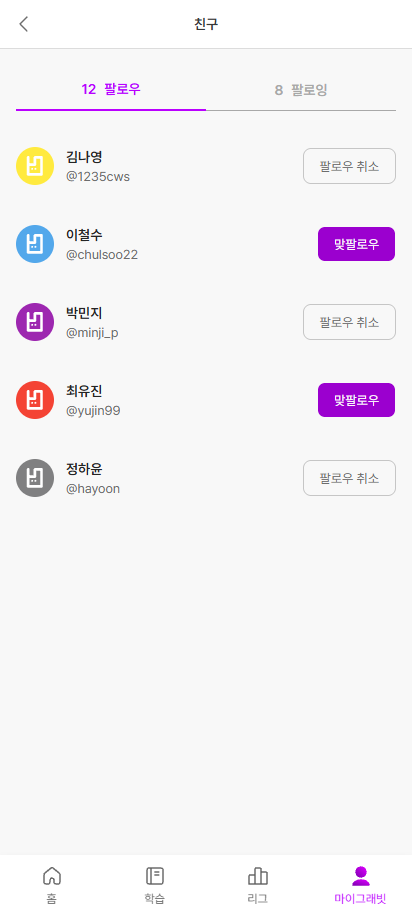 친구
12 팔로우
8 팔로잉
김나영
@1235cws
팔로우 취소
이철수
@chulsoo22
맞팔로우
박민지
@minji_p
팔로우 취소
최유진
@yujin99
맞팔로우
정하윤
@hayoon
팔로우 취소
홈
학습
리그
마이그래빗